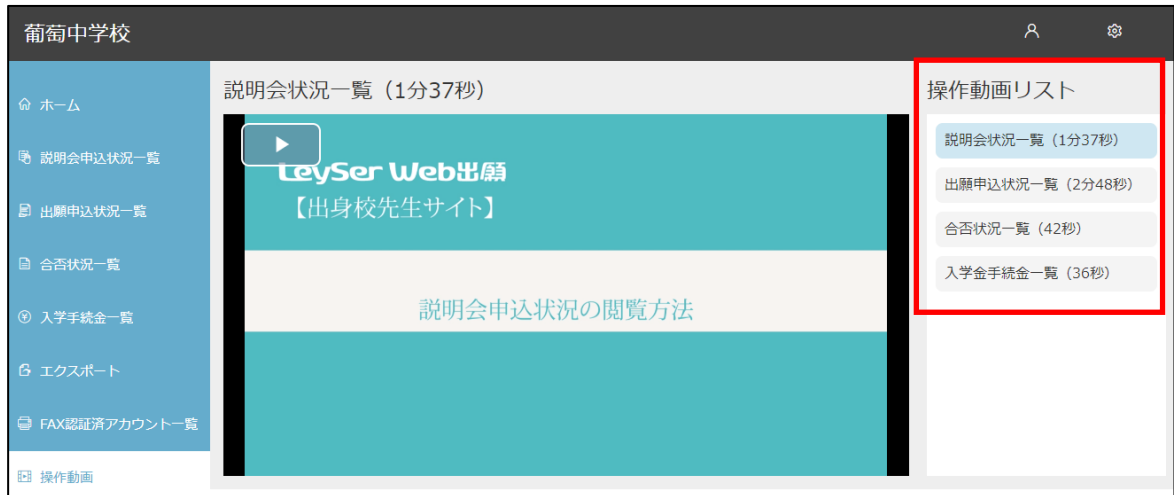 葡萄中学校
ホーム
説明会申込状況一覧
出願申込状況一覧
合否状況一覧
入学手続金一覧
エクスポート
FAX認証済アカウント一覧
操作動画
説明会状況一覧（1分37秒）
LeySer Web出願
【出身校先生サイト】
説明会申込状況の閲覧方法
操作動画リスト
説明会状況一覧（1分37秒）
出願申込状況一覧（2分48秒）
合否状況一覧（42秒）
入学金手続金一覧（36秒）